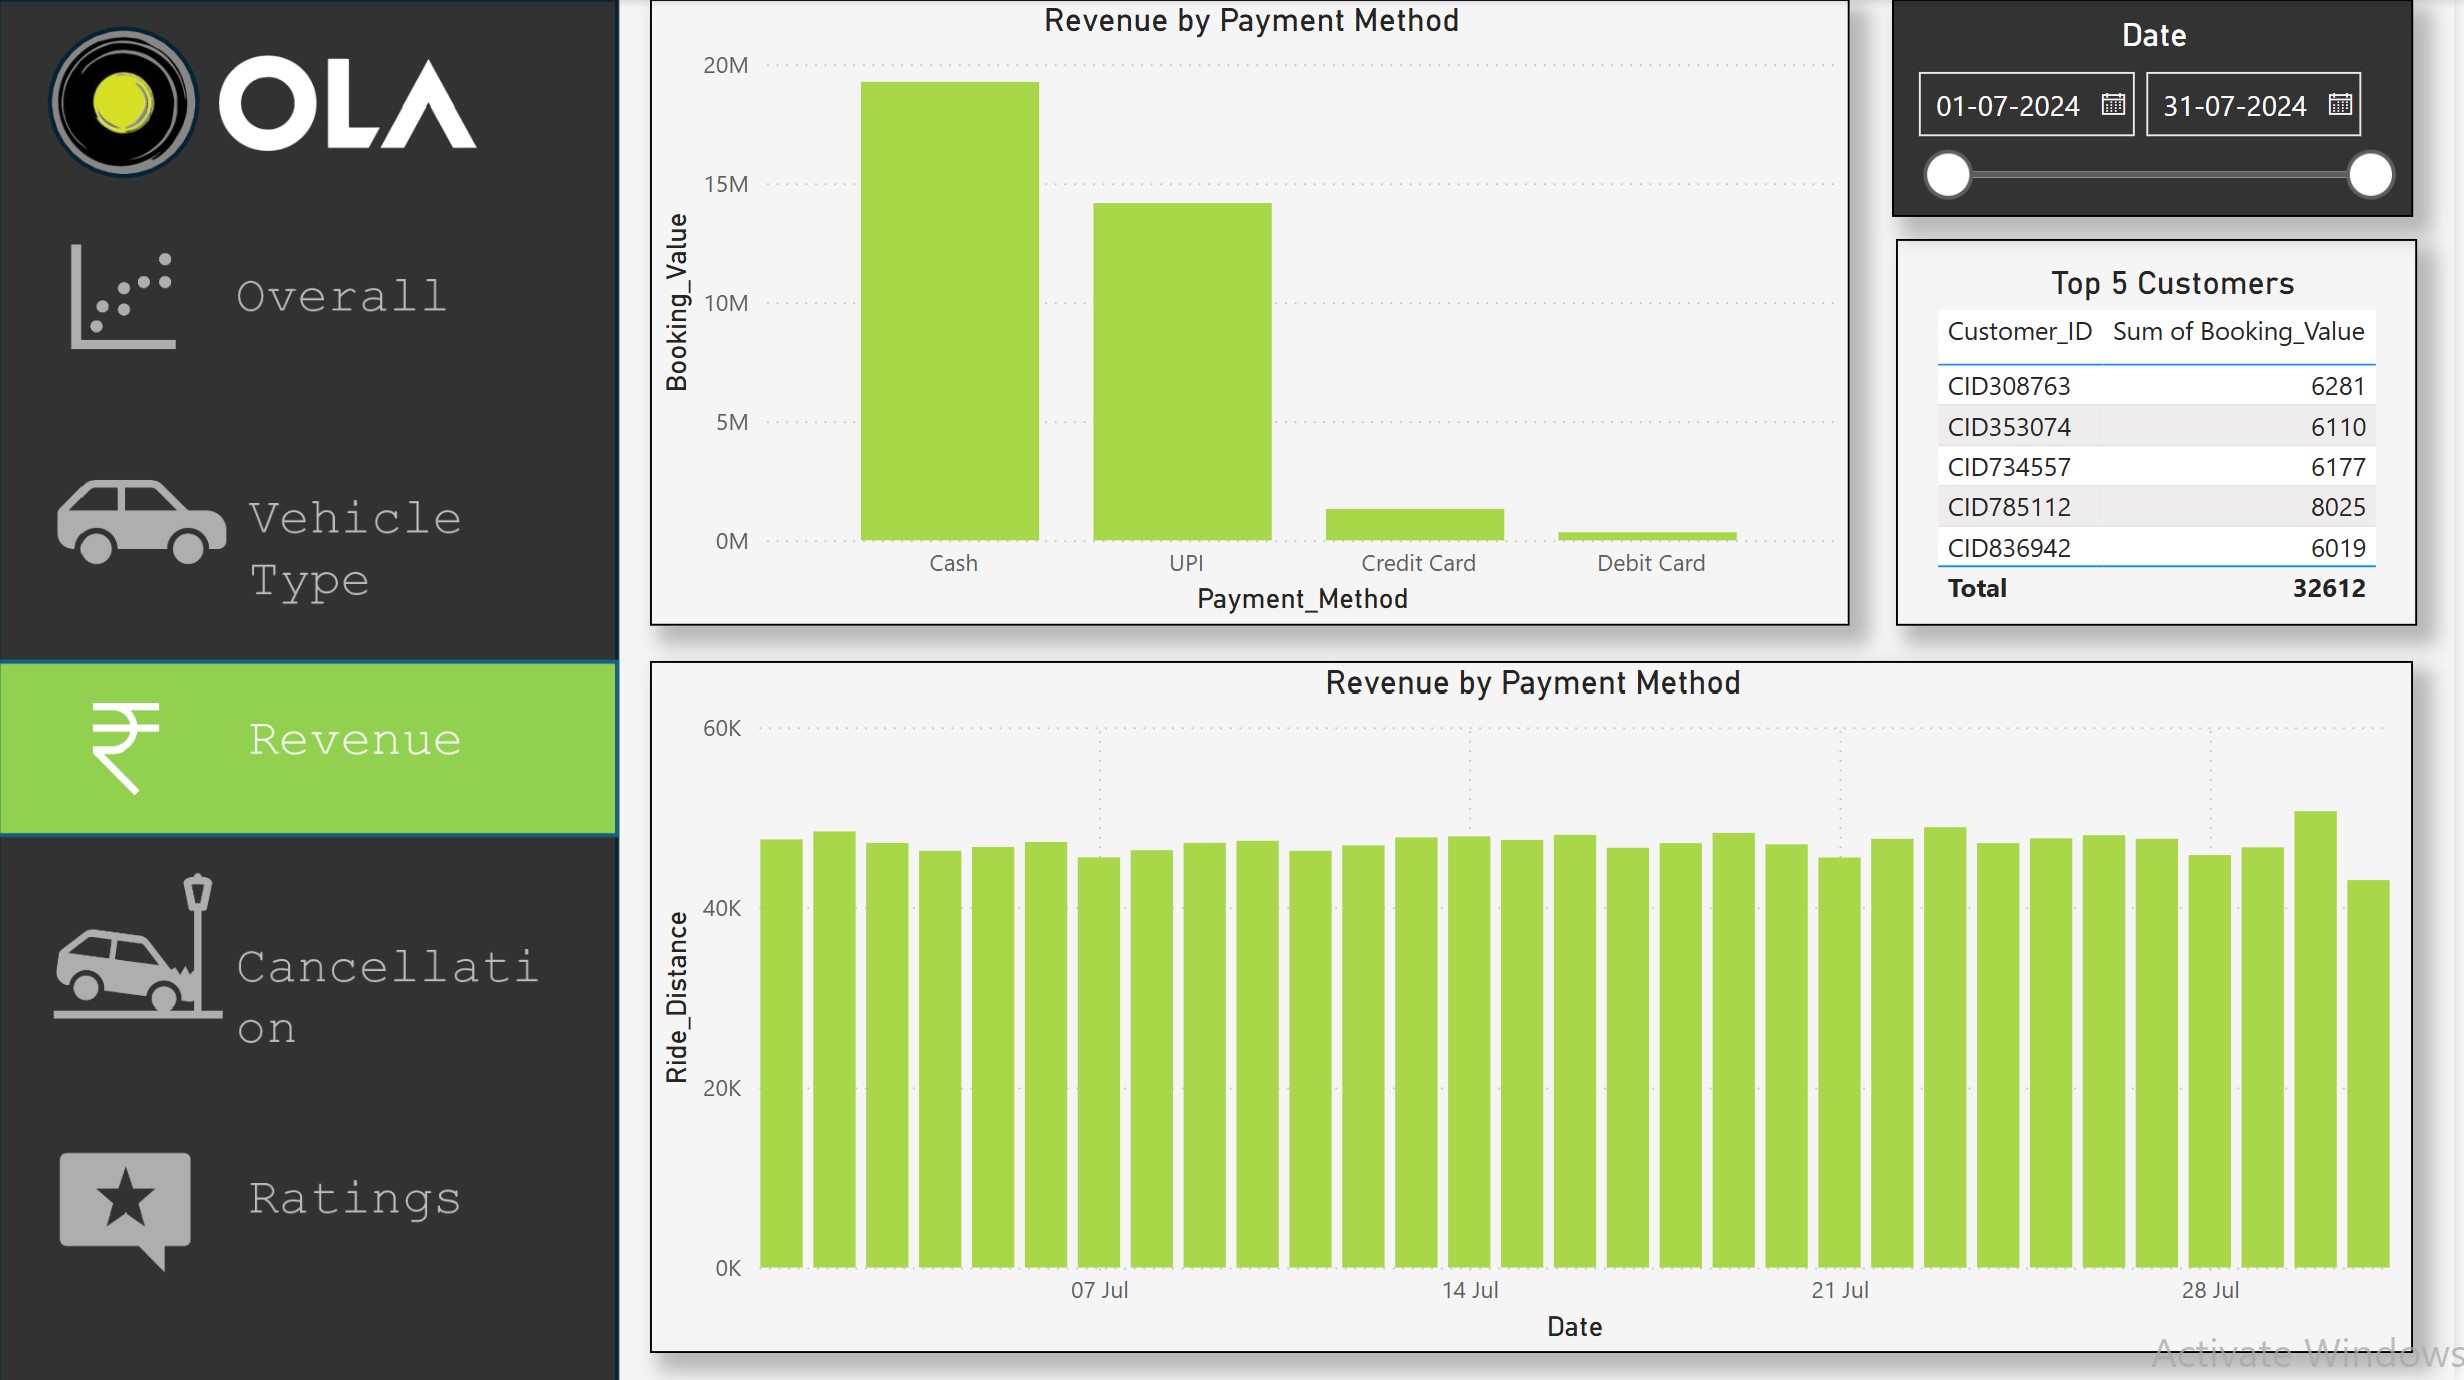 OLA
Overall
Vehicle
Type
₹
Revenue
Cancellati
on
Ratings
Revenue by Payment Method
Booking_Value
20M
15M
10M
5M
0M
Cash UPI Credit Card Debit Card
Payment_Method
Date
01-07-2024 31-07-2024
Top 5 Customers
Customer_ID Sum of Booking_Value
CID308763 6281
CID353074 6110
CID734557 6177
CID785112 8025
CID836942 6019
Total 32612
Revenue by Payment Method
Ride_Distance
60K
40K
20K
0K
07 Jul 14 Jul 21 Jul 28 Jul
Date
Activate Windows